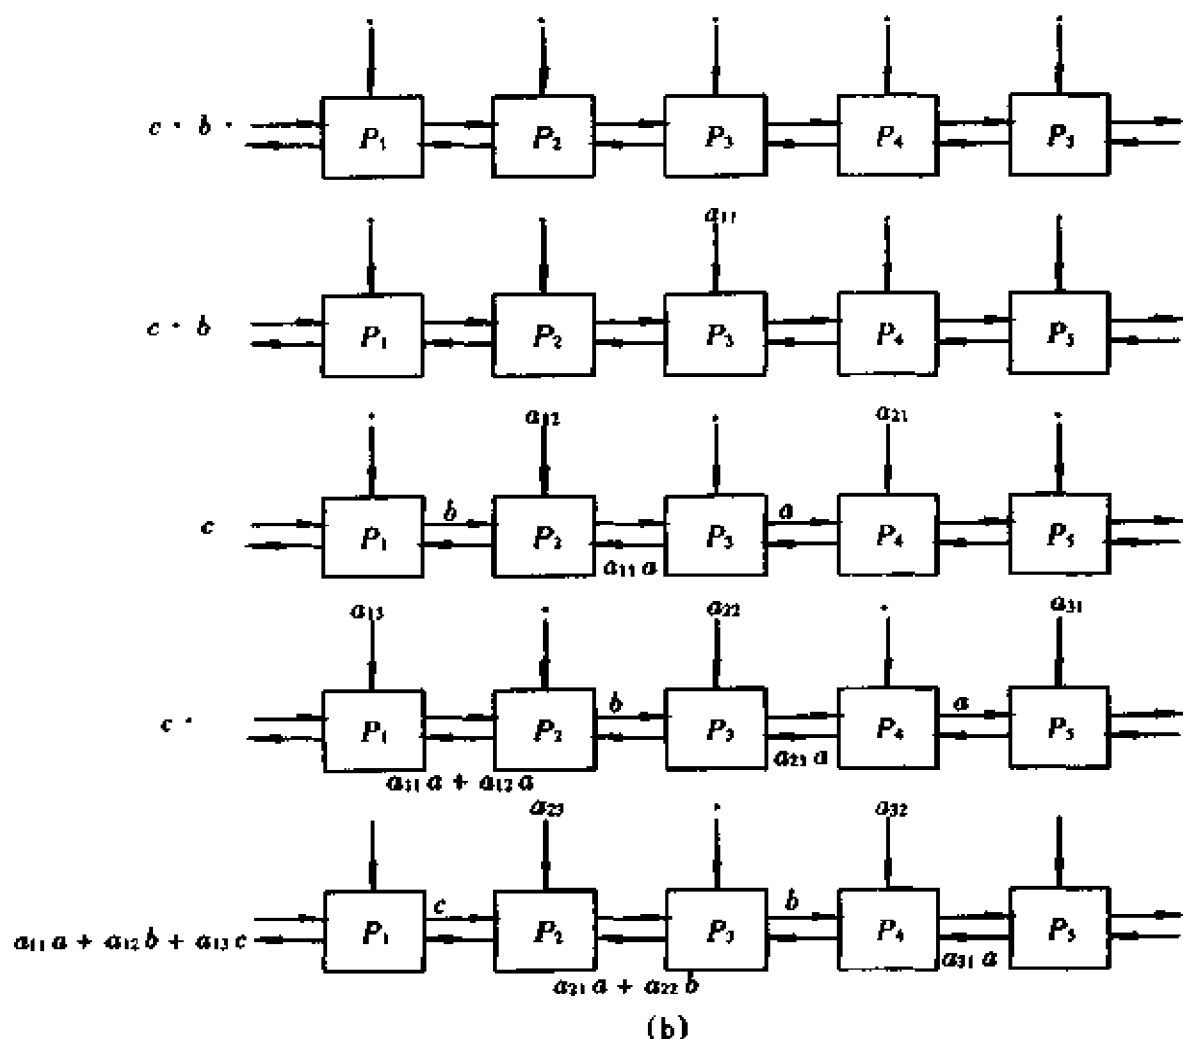 c · b · P₁ P₂ P₃ P₄ P₅
a₁₁
c · b P₁ P₂ P₃ P₄ P₅
a₁₂ a₂₁
c P₁ b P₂ P₃ a P₄ P₅
a₁₁ a
a₁₃ a₂₂ a₃₁
c · P₁ P₂ b P₃ P₄ a P₅
a₁₁ a + a₁₂ a a₂₁ a
a₂₃ a₃₂
a₁₁ a + a₁₂ b + a₁₃ c P₁ c P₂ P₃ b P₄ P₅
a₂₁ a + a₂₂ b a₃₁ a
(b)